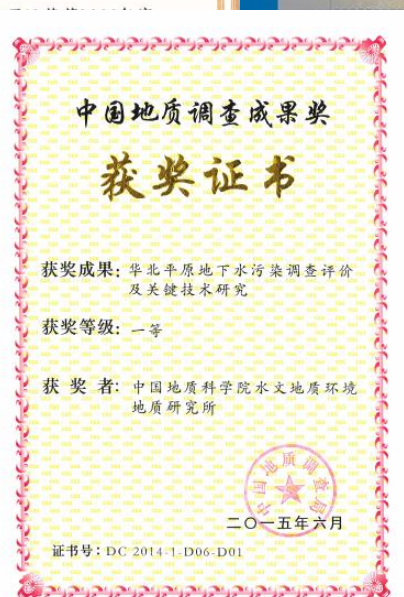 中国地质调查成果奖
获奖证书
获奖成果：华北平原地下水污染调查评价
及关键技术研究
获奖等级：一等
获 奖 者：中国地质科学院水文地质环境
地质研究所
中国地质调查局
二〇一五年六月
证书号：DC 2014-1-D06-D01